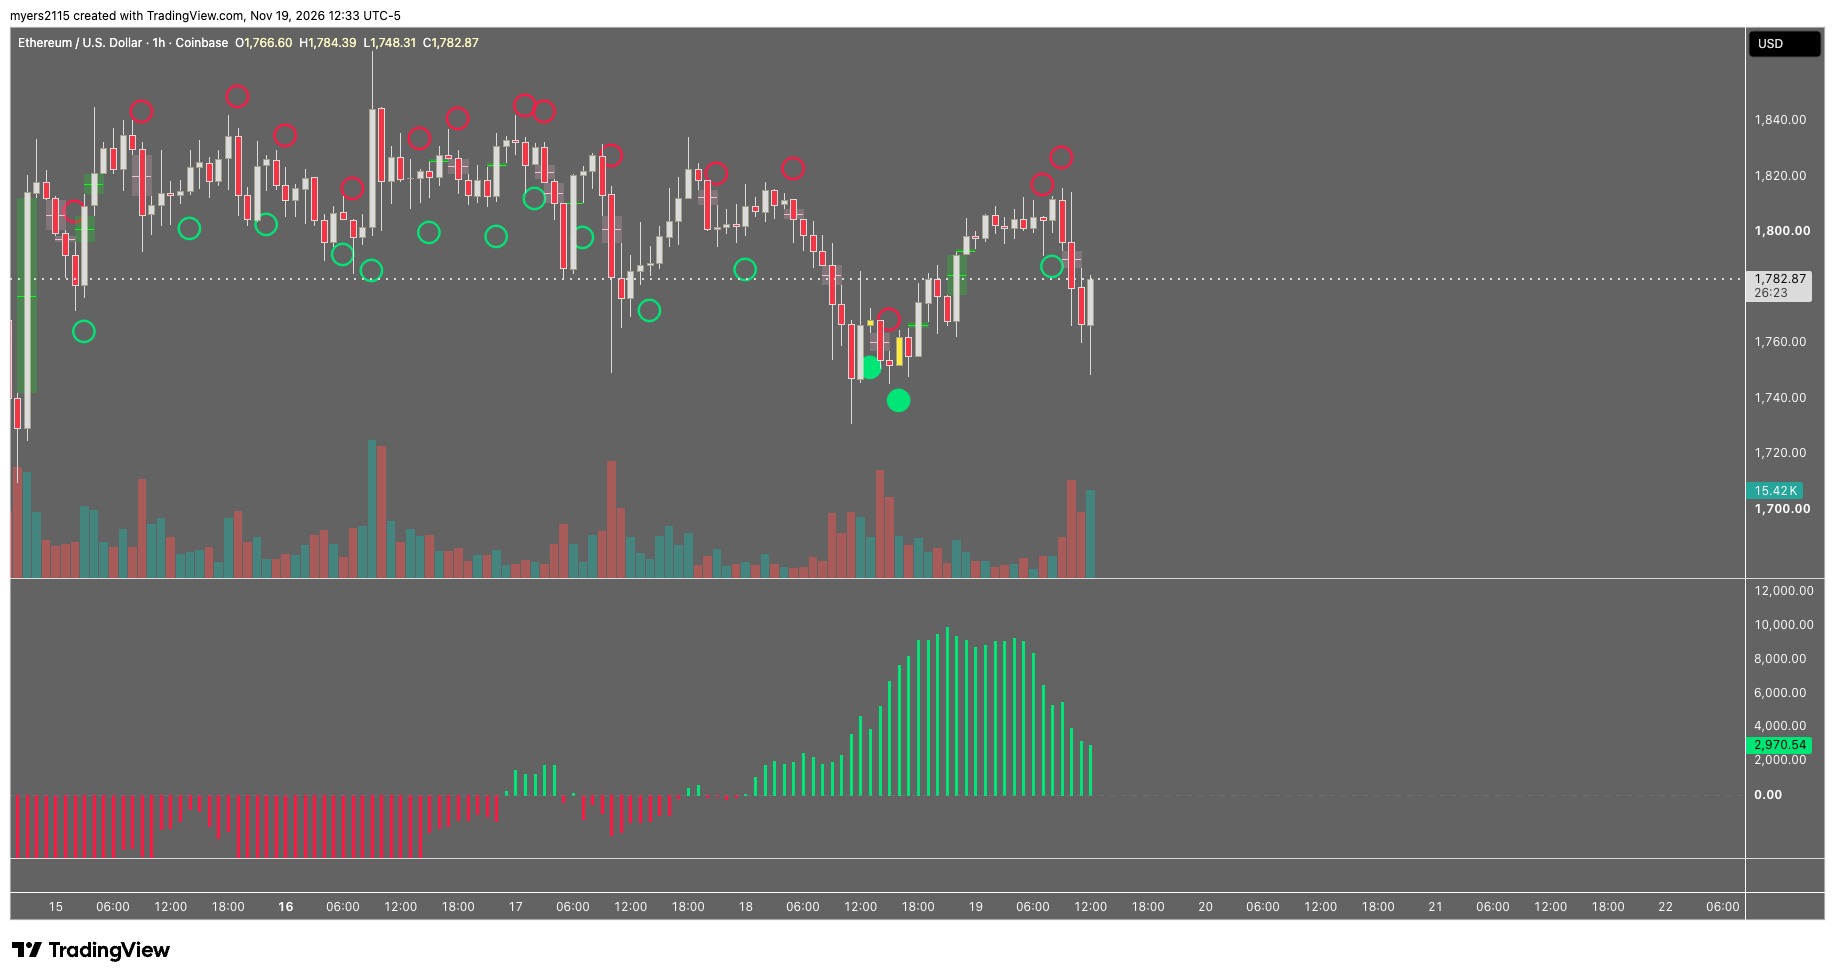 myers2115 created with TradingView.com, Nov 19, 2026 12:33 UTC-5
Ethereum / U.S. Dollar · 1h · Coinbase O1,766.60 H1,784.39 L1,748.31 C1,782.87
USD
1,840.00
1,820.00
1,800.00
1,782.87
26:23
1,760.00
1,740.00
1,720.00
15.42K
1,700.00
12,000.00
10,000.00
8,000.00
6,000.00
4,000.00
2,970.54
2,000.00
0.00
15 06:00 12:00 18:00 16 06:00 12:00 18:00 17 06:00 12:00 18:00 18 06:00 12:00 18:00 19 06:00 12:00 18:00 20 06:00 12:00 18:00 21 06:00 12:00 18:00 22 06:00
TradingView